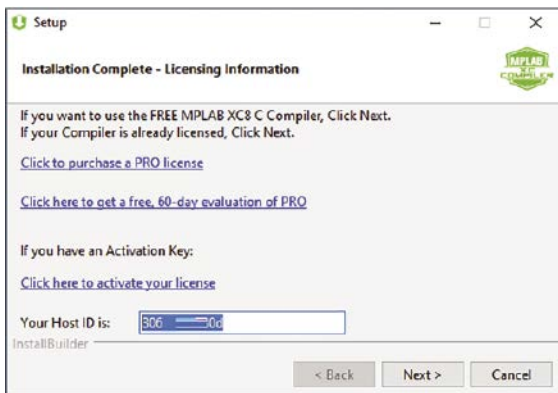 Setup
Installation Complete - Licensing Information
MPLAB
XC
COMPILER
If you want to use the FREE MPLAB XC8 C Compiler, Click Next.
If your Compiler is already licensed, Click Next.
Click to purchase a PRO license
Click here to get a free, 60-day evaluation of PRO
If you have an Activation Key:
Click here to activate your license
Your Host ID is:
InstallBuilder
< Back
Next >
Cancel